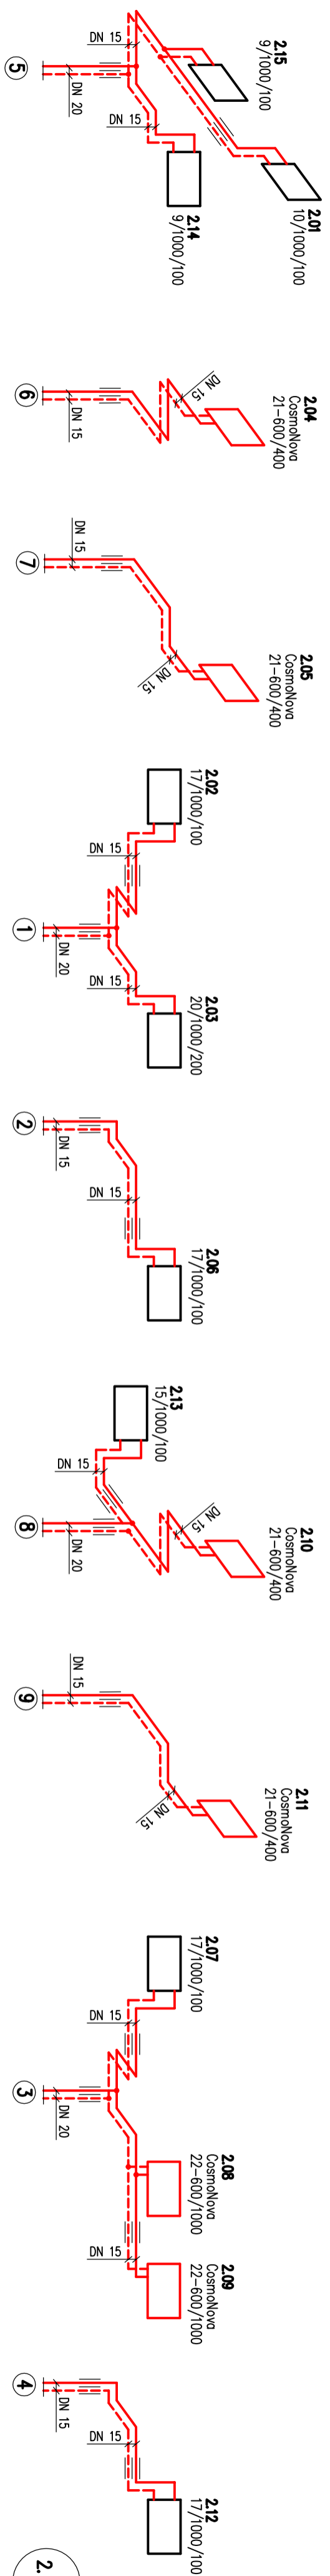 2.01
10/1000/100
2.15
9/1000/100
DN 15
2.14
9/1000/100
DN 15
DN 20
5
2.04
CosmoNova
21-600/400
DN 15
DN 15
6
2.05
CosmoNova
21-600/400
DN 15
DN 15
7
2.02
17/1000/100
DN 15
2.03
20/1000/200
DN 15
DN 20
1
2.06
17/1000/100
DN 15
DN 15
2
2.13
15/1000/100
DN 15
2.10
CosmoNova
21-600/400
DN 15
DN 20
8
2.11
CosmoNova
21-600/400
DN 15
DN 15
9
2.07
17/1000/100
DN 15
2.08
CosmoNova
22-600/1000
2.09
CosmoNova
22-600/1000
DN 15
DN 20
3
2.12
17/1000/100
DN 15
DN 15
4
2.